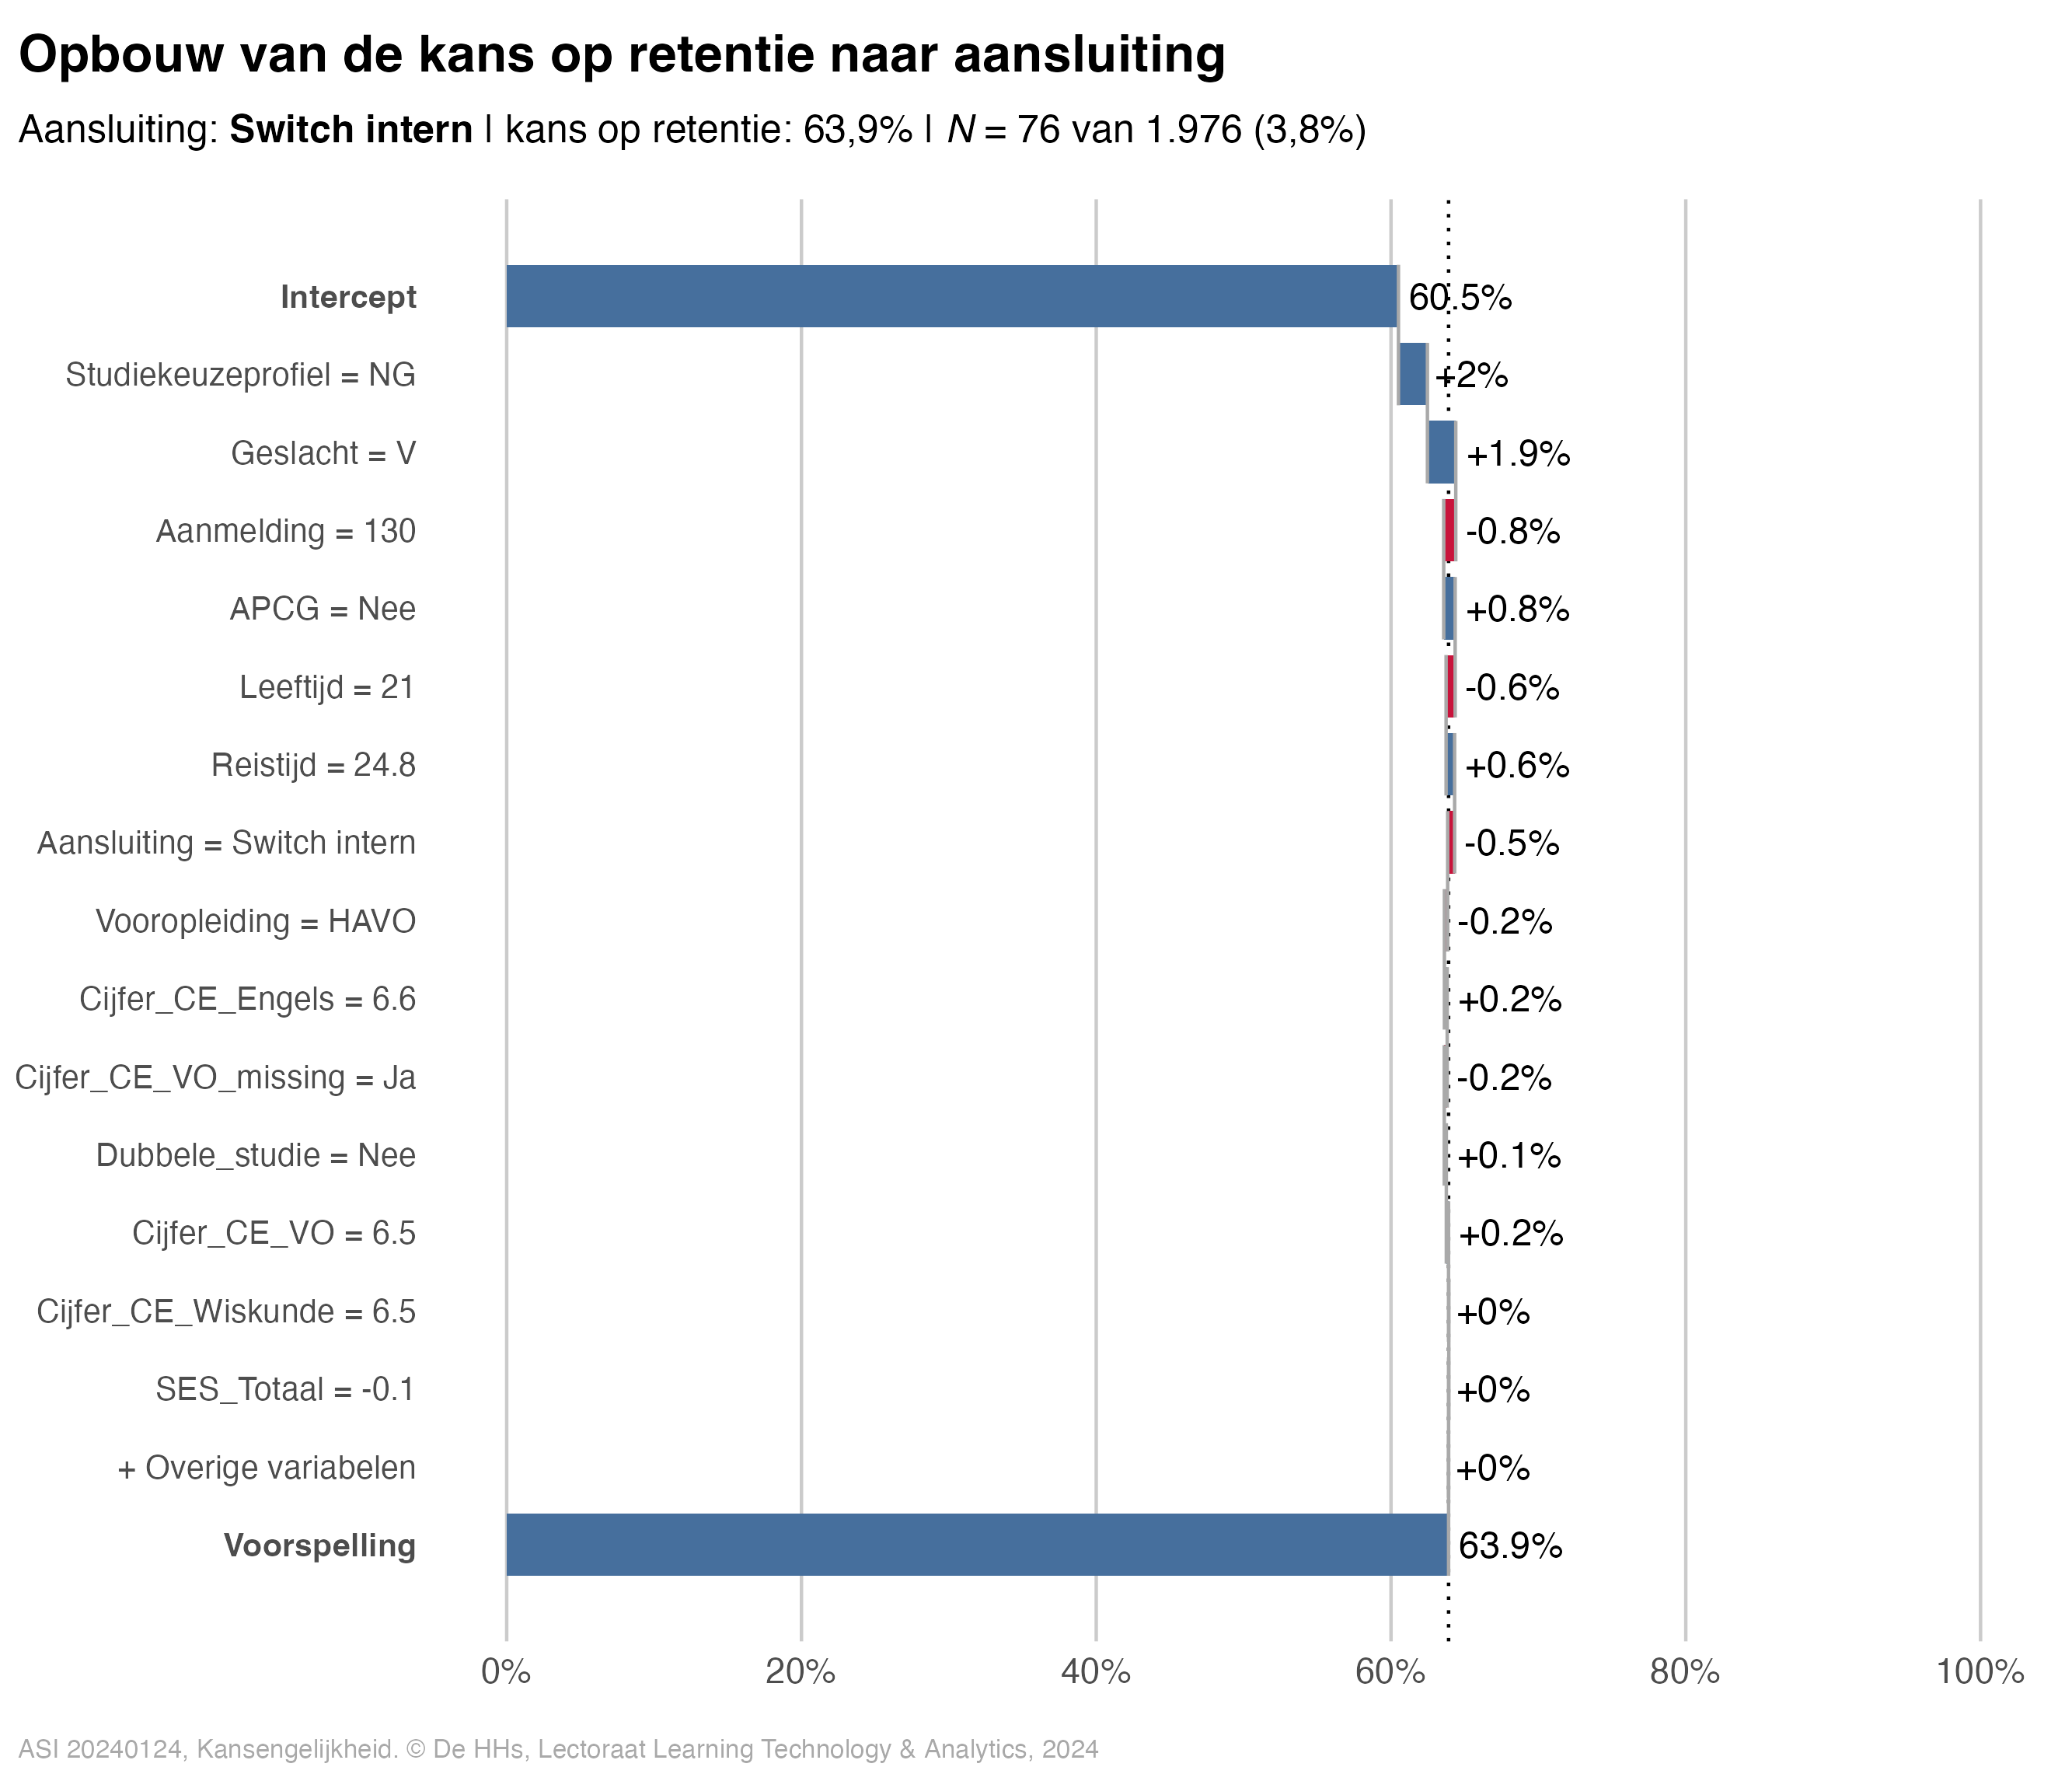 Opbouw van de kans op retentie naar aansluiting
Aansluiting: Switch intern | kans op retentie: 63,9% | N = 76 van 1.976 (3,8%)
Intercept 60.5%
Studiekeuzeprofiel = NG +2%
Geslacht = V +1.9%
Aanmelding = 130 -0.8%
APCG = Nee +0.8%
Leeftijd = 21 -0.6%
Reistijd = 24.8 +0.6%
Aansluiting = Switch intern -0.5%
Vooropleiding = HAVO -0.2%
Cijfer_CE_Engels = 6.6 +0.2%
Cijfer_CE_VO_missing = Ja -0.2%
Dubbele_studie = Nee +0.1%
Cijfer_CE_VO = 6.5 +0.2%
Cijfer_CE_Wiskunde = 6.5 +0%
SES_Totaal = -0.1 +0%
+ Overige variabelen +0%
Voorspelling 63.9%
0% 20% 40% 60% 80% 100%
ASI 20240124, Kansengelijkheid. © De HHs, Lectoraat Learning Technology & Analytics, 2024